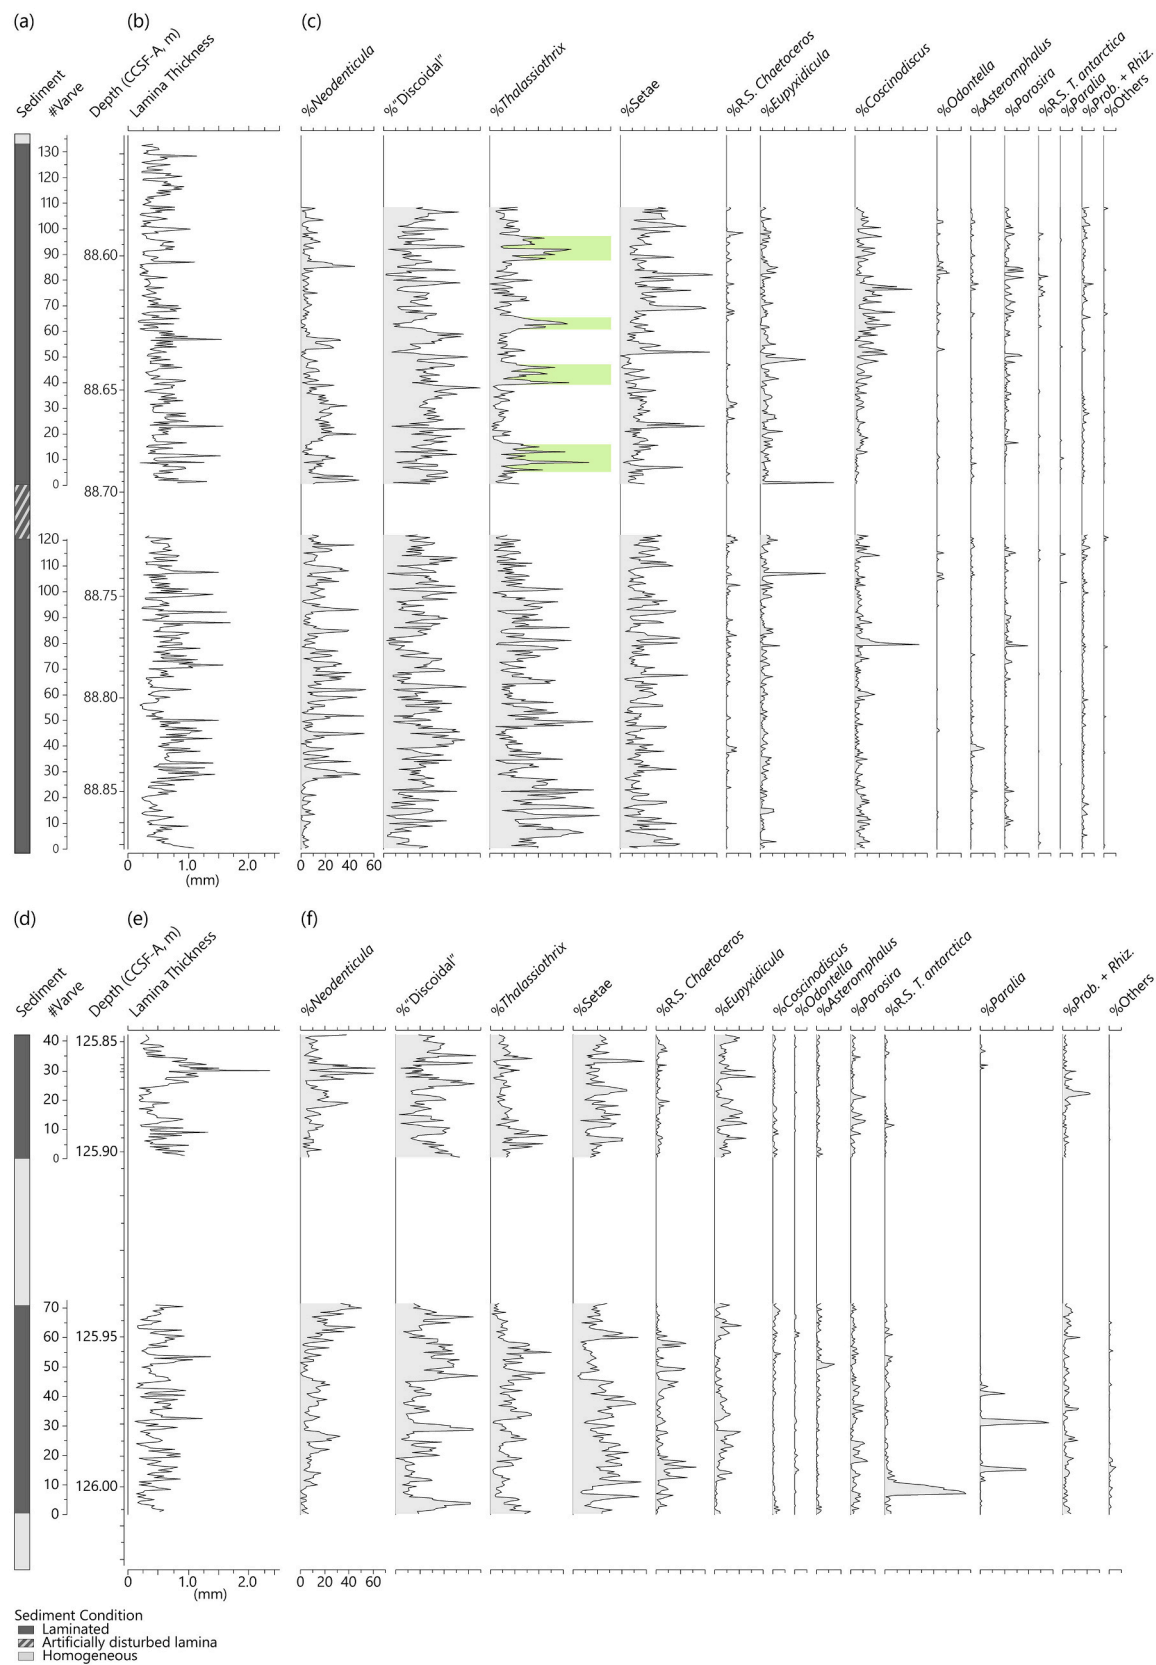 (a)
(b)
(c)
Sediment
#Varve
Depth (CCSF-A, m)
Lamina Thickness
%Neodenticula
%“Discoidal”
%Thalassiothrix
%Setae
%R.S. Chaetoceros
%Eupyxidicula
%Coscinodiscus
%Odontella
%Asteromphalus
%Porosira
%R.S. T. antarctica
%Paralia
%Prob. + Rhiz.
%Others
130
120
110
100
90
80
70
60
50
40
30
20
10
0
120
110
100
90
80
70
60
50
40
30
20
10
0
88.60
88.65
88.70
88.75
88.80
88.85
0 1.0 2.0
(mm)
0 20 40 60
(d)
(e)
(f)
Sediment
#Varve
Depth (CCSF-A, m)
Lamina Thickness
%Neodenticula
%“Discoidal”
%Thalassiothrix
%Setae
%R.S. Chaetoceros
%Eupyxidicula
%Coscinodiscus
%Odontella
%Asteromphalus
%Porosira
%R.S. T. antarctica
%Paralia
%Prob. + Rhiz.
%Others
40
30
20
10
0
70
60
50
40
30
20
10
0
125.85
125.90
125.95
126.00
0 1.0 2.0
(mm)
0 20 40 60
Sediment Condition
Laminated
Artificially disturbed lamina
Homogeneous